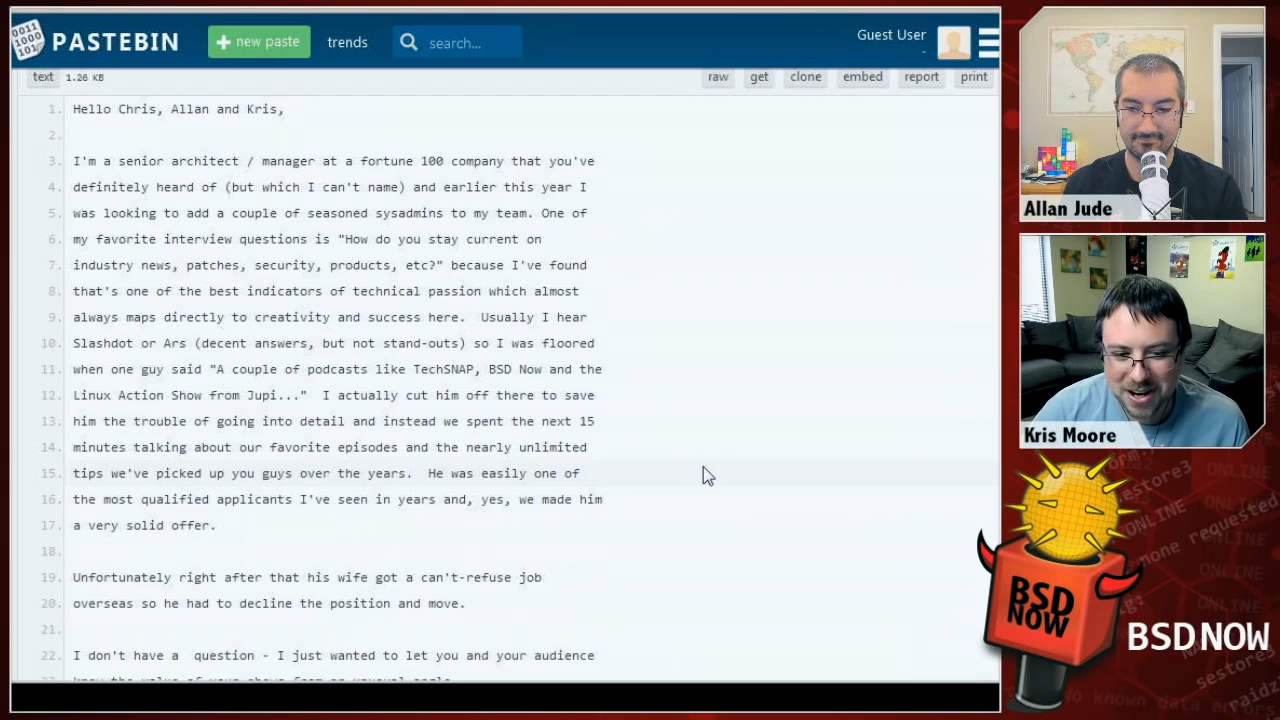 0011
1000
101
PASTEBIN
+ new paste
trends
search...
Guest User
-
text 1.26 KB
raw get clone embed report print
1. Hello Chris, Allan and Kris,
2.
3. I'm a senior architect / manager at a fortune 100 company that you've
4. definitely heard of (but which I can't name) and earlier this year I
5. was looking to add a couple of seasoned sysadmins to my team. One of
6. my favorite interview questions is "How do you stay current on
7. industry news, patches, security, products, etc?" because I've found
8. that's one of the best indicators of technical passion which almost
9. always maps directly to creativity and success here.  Usually I hear
10. Slashdot or Ars (decent answers, but not stand-outs) so I was floored
11. when one guy said "A couple of podcasts like TechSNAP, BSD Now and the
12. Linux Action Show from Jupi..."  I actually cut him off there to save
13. him the trouble of going into detail and instead we spent the next 15
14. minutes talking about our favorite episodes and the nearly unlimited
15. tips we've picked up you guys over the years.  He was easily one of
16. the most qualified applicants I've seen in years and, yes, we made him
17. a very solid offer.
18.
19. Unfortunately right after that his wife got a can't-refuse job
20. overseas so he had to decline the position and move.
21.
22. I don't have a  question - I just wanted to let you and your audience
Allan Jude
Kris Moore
BSD
NOW
BSDNOW